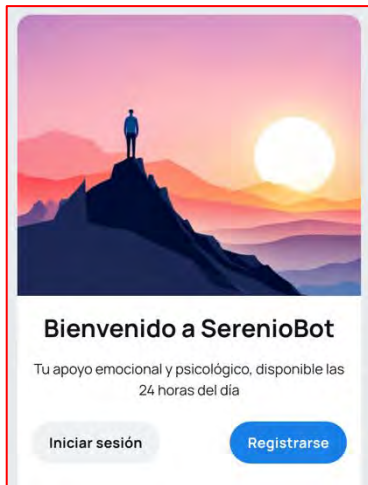 Bienvenido a SerenioBot
Tu apoyo emocional y psicológico, disponible las
24 horas del día
Iniciar sesión
Registrarse